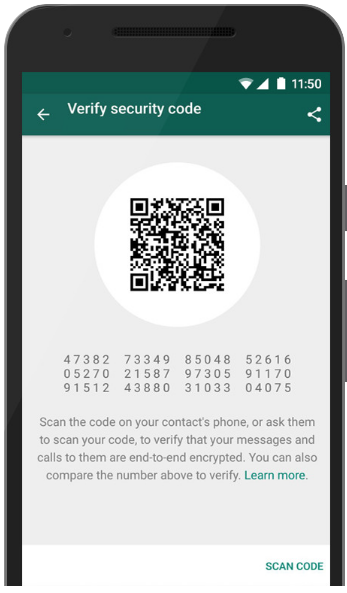 11:50
Verify security code
47382 73349 85048 52616
05270 21587 97305 91170
91512 43880 31033 04075
Scan the code on your contact's phone, or ask them
to scan your code, to verify that your messages and
calls to them are end-to-end encrypted. You can also
compare the number above to verify. Learn more.
SCAN CODE